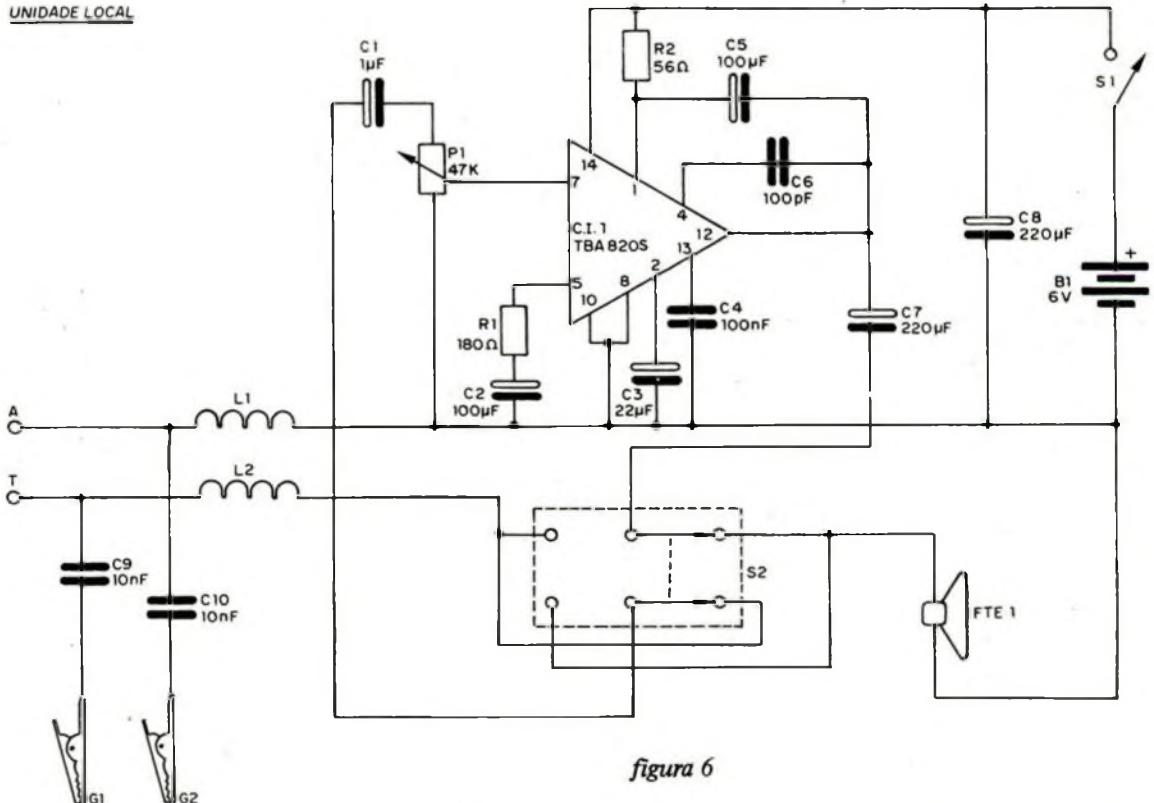 UNIDADE LOCAL
C1
1µF
P1
47K
R2
56Ω
C5
100µF
C6
100pF
14
1
7
4
C.I.1
TBA820S
12
13
5
2
8
10
R1
180Ω
C2
100µF
C3
22µF
C4
100nF
C7
220µF
C8
220µF
S1
+
B1
6V
A
L1
T
L2
C9
10nF
C10
10nF
S2
FTE 1
G1
G2
figura 6